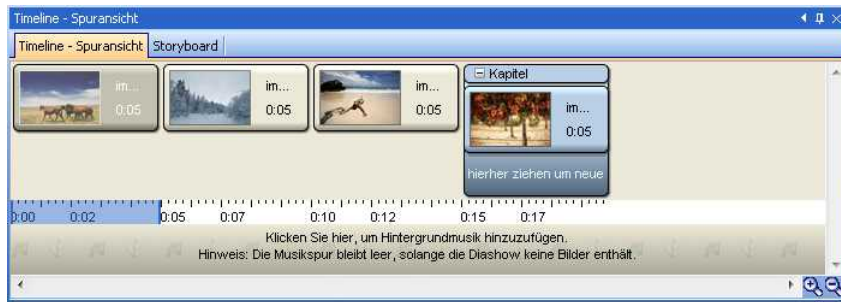 Timeline - Spuransicht
Timeline - Spuransicht Storyboard
im...
0:05
im...
0:05
im...
0:05
Kapitel
im...
0:05
hierher ziehen um neue
0:00 0:02 0:05 0:07 0:10 0:12 0:15 0:17
Klicken Sie hier, um Hintergrundmusik hinzuzufügen.
Hinweis: Die Musikspur bleibt leer, solange die Diashow keine Bilder enthält.